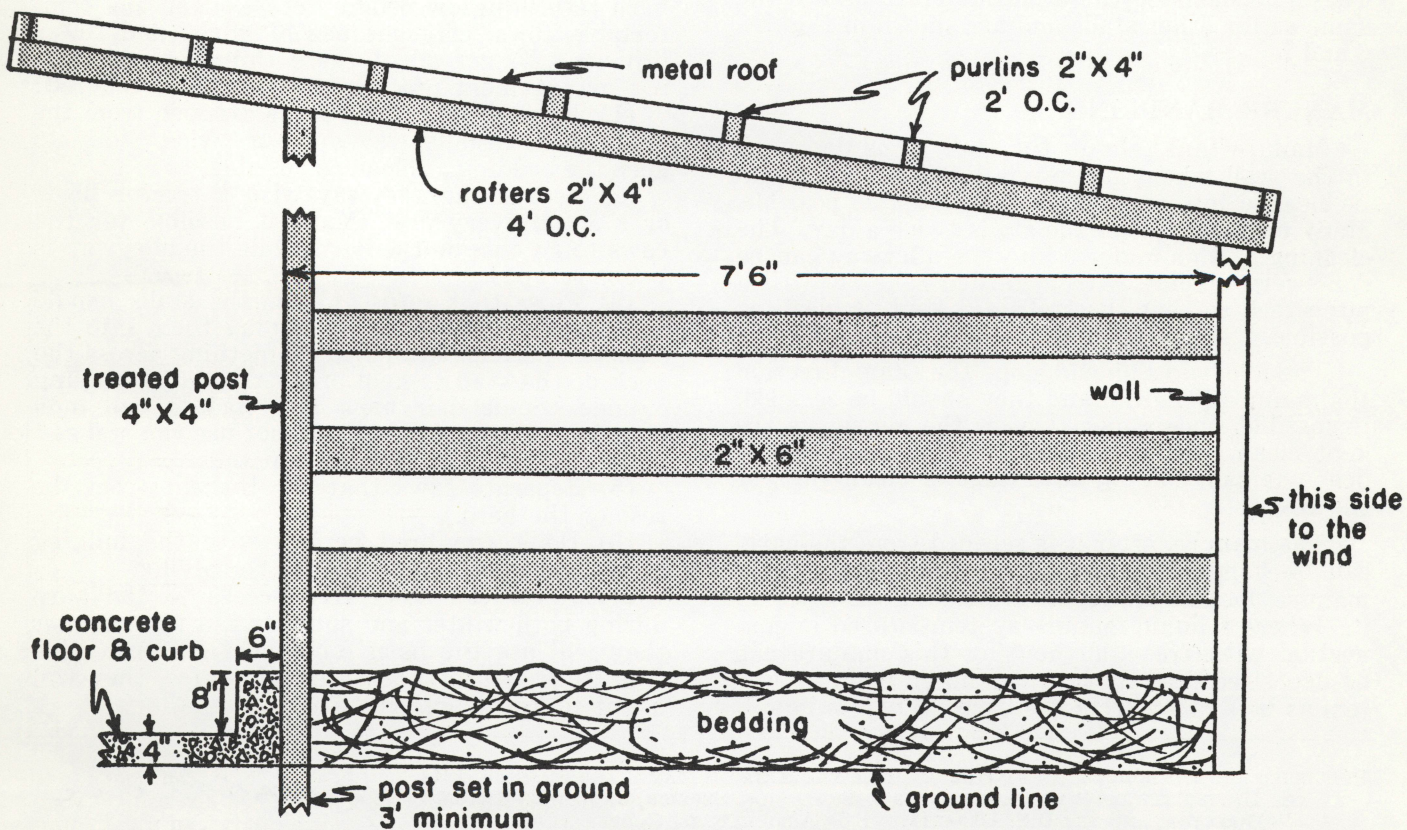 metal roof
purlins 2" X 4"
2' O.C.
rafters 2" X 4"
4' O.C.
7' 6"
treated post
4" X 4"
wall
2" X 6"
this side
to the
wind
concrete
floor & curb
6"
8"
4"
bedding
post set in ground
3' minimum
ground line